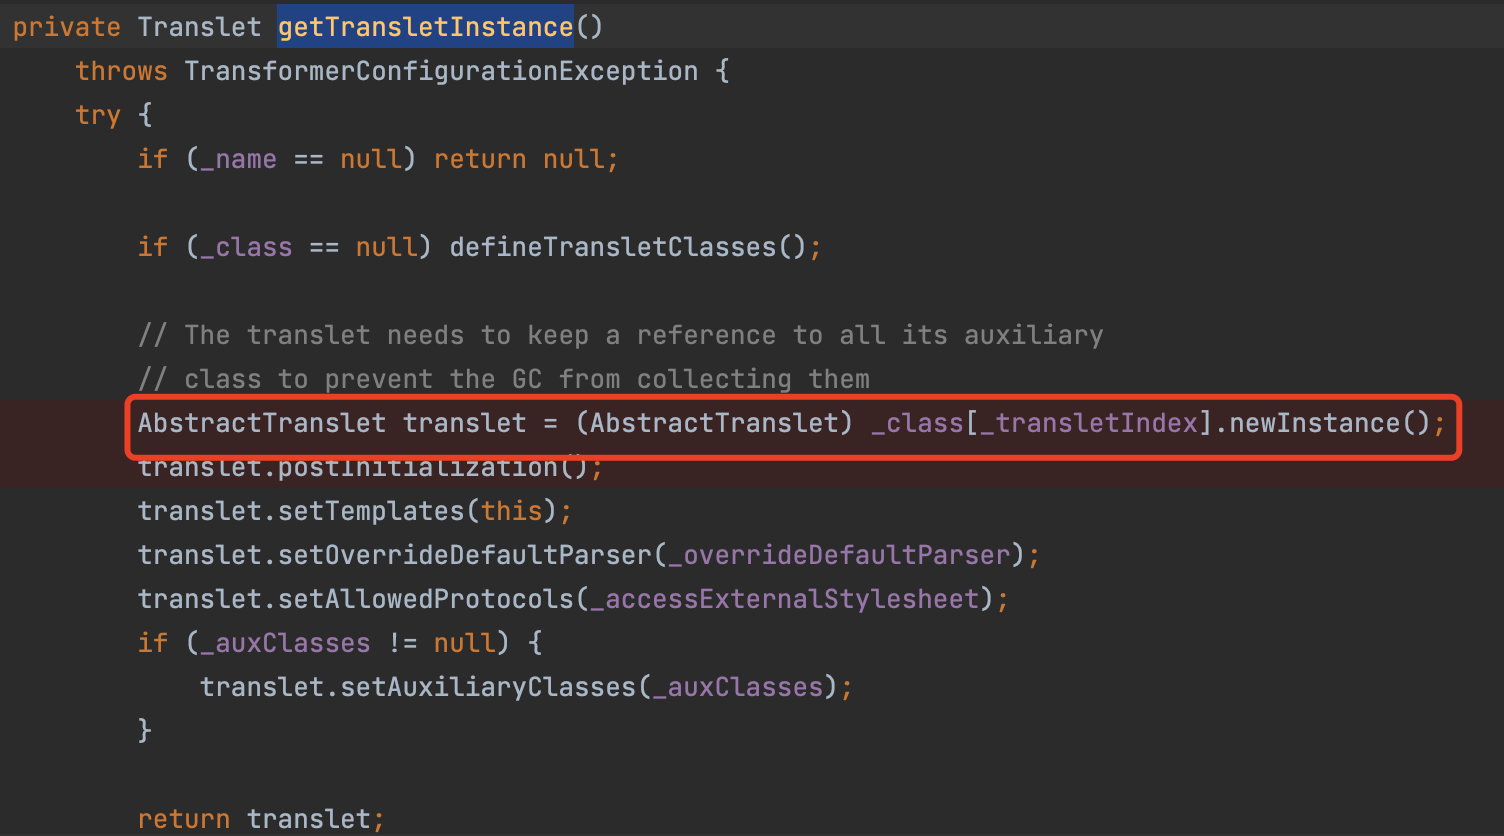 private Translet getTransletInstance()
throws TransformerConfigurationException {
try {
if (_name == null) return null;
if (_class == null) defineTransletClasses();
// The translet needs to keep a reference to all its auxiliary
// class to prevent the GC from collecting them
AbstractTranslet translet = (AbstractTranslet) _class[_transletIndex].newInstance();
translet.postInitialization();
translet.setTemplates(this);
translet.setOverrideDefaultParser(_overrideDefaultParser);
translet.setAllowedProtocols(_accessExternalStylesheet);
if (_auxClasses != null) {
translet.setAuxiliaryClasses(_auxClasses);
}
return translet;